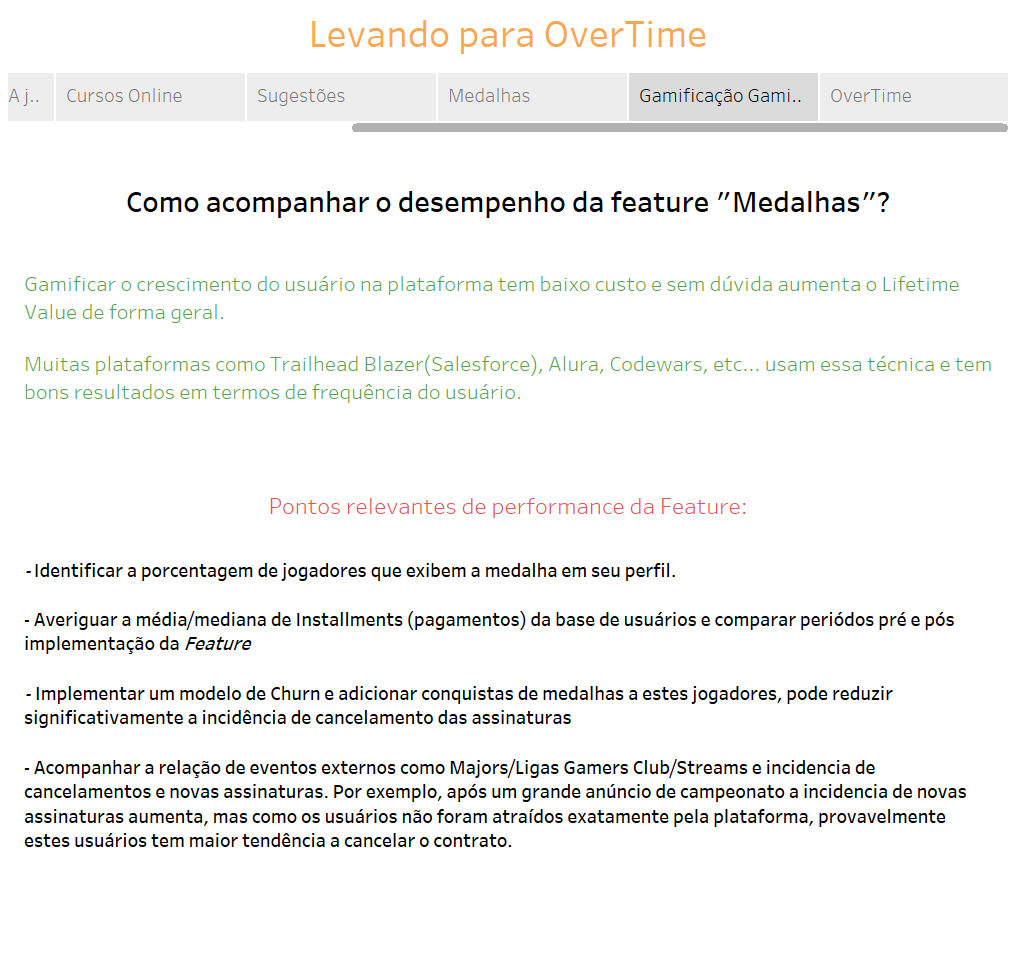 Levando para OverTime
A j..
Cursos Online
Sugestões
Medalhas
Gamificação Gami..
OverTime
Como acompanhar o desempenho da feature "Medalhas"?
Gamificar o crescimento do usuário na plataforma tem baixo custo e sem dúvida aumenta o Lifetime
Value de forma geral.
Muitas plataformas como Trailhead Blazer(Salesforce), Alura, Codewars, etc... usam essa técnica e tem
bons resultados em termos de frequência do usuário.
Pontos relevantes de performance da Feature:
- Identificar a porcentagem de jogadores que exibem a medalha em seu perfil.
- Averiguar a média/mediana de Installments (pagamentos) da base de usuários e comparar periódos pré e pós
implementação da Feature
- Implementar um modelo de Churn e adicionar conquistas de medalhas a estes jogadores, pode reduzir
significativamente a incidência de cancelamento das assinaturas
- Acompanhar a relação de eventos externos como Majors/Ligas Gamers Club/Streams e incidencia de
cancelamentos e novas assinaturas. Por exemplo, após um grande anúncio de campeonato a incidencia de novas
assinaturas aumenta, mas como os usuários não foram atraídos exatamente pela plataforma, provavelmente
estes usuários tem maior tendência a cancelar o contrato.